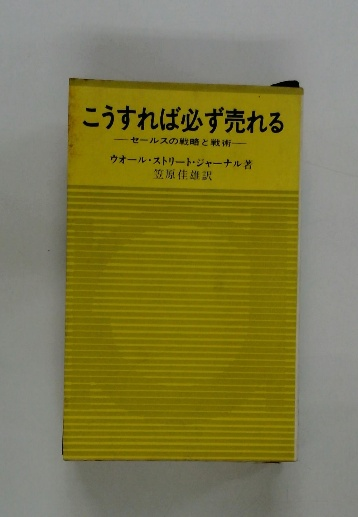 こうすれば必ず売れる
―セールスの戦略と戦術―
ウオール・ストリート・ジャーナル著
笠原佳雄訳